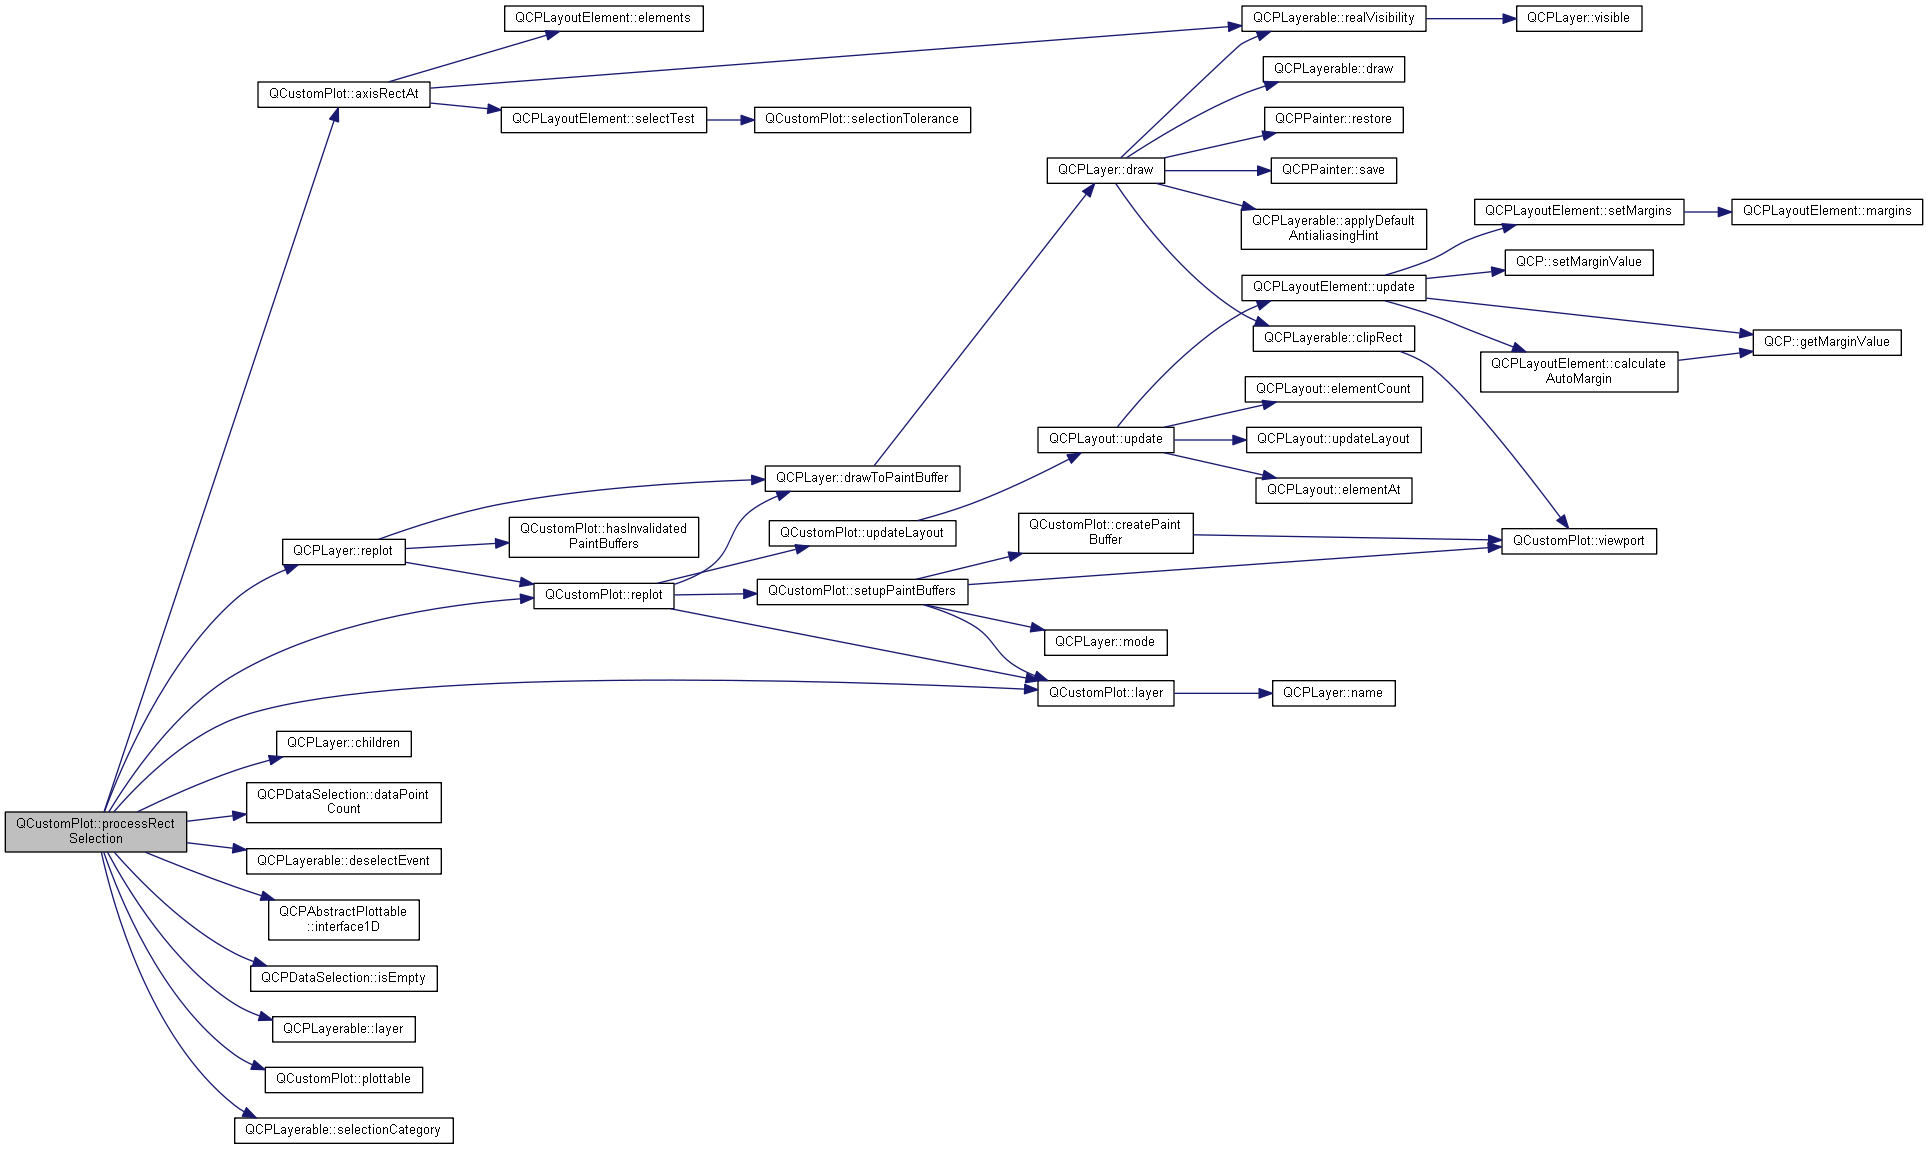 QCPLayoutElement::elements
QCPLayerable::realVisibility
QCPLayer::visible
QCPLayerable::draw
QCustomPlot::axisRectAt
QCPLayoutElement::selectTest
QCustomPlot::selectionTolerance
QCPPainter::restore
QCPLayer::draw
QCPPainter::save
QCPLayerable::applyDefault
AntialiasingHint
QCPLayoutElement::setMargins
QCPLayoutElement::margins
QCP::setMarginValue
QCPLayoutElement::update
QCPLayerable::clipRect
QCP::getMarginValue
QCPLayoutElement::calculate
AutoMargin
QCPLayout::elementCount
QCPLayout::update
QCPLayout::updateLayout
QCPLayer::drawToPaintBuffer
QCPLayout::elementAt
QCustomPlot::hasInvalidated
PaintBuffers
QCustomPlot::updateLayout
QCustomPlot::createPaint
Buffer
QCustomPlot::viewport
QCPLayer::replot
QCustomPlot::replot
QCustomPlot::setupPaintBuffers
QCPLayer::mode
QCustomPlot::layer
QCPLayer::name
QCPLayer::children
QCPDataSelection::dataPoint
Count
QCustomPlot::processRect
Selection
QCPLayerable::deselectEvent
QCPAbstractPlottable
::interface1D
QCPDataSelection::isEmpty
QCPLayerable::layer
QCustomPlot::plottable
QCPLayerable::selectionCategory